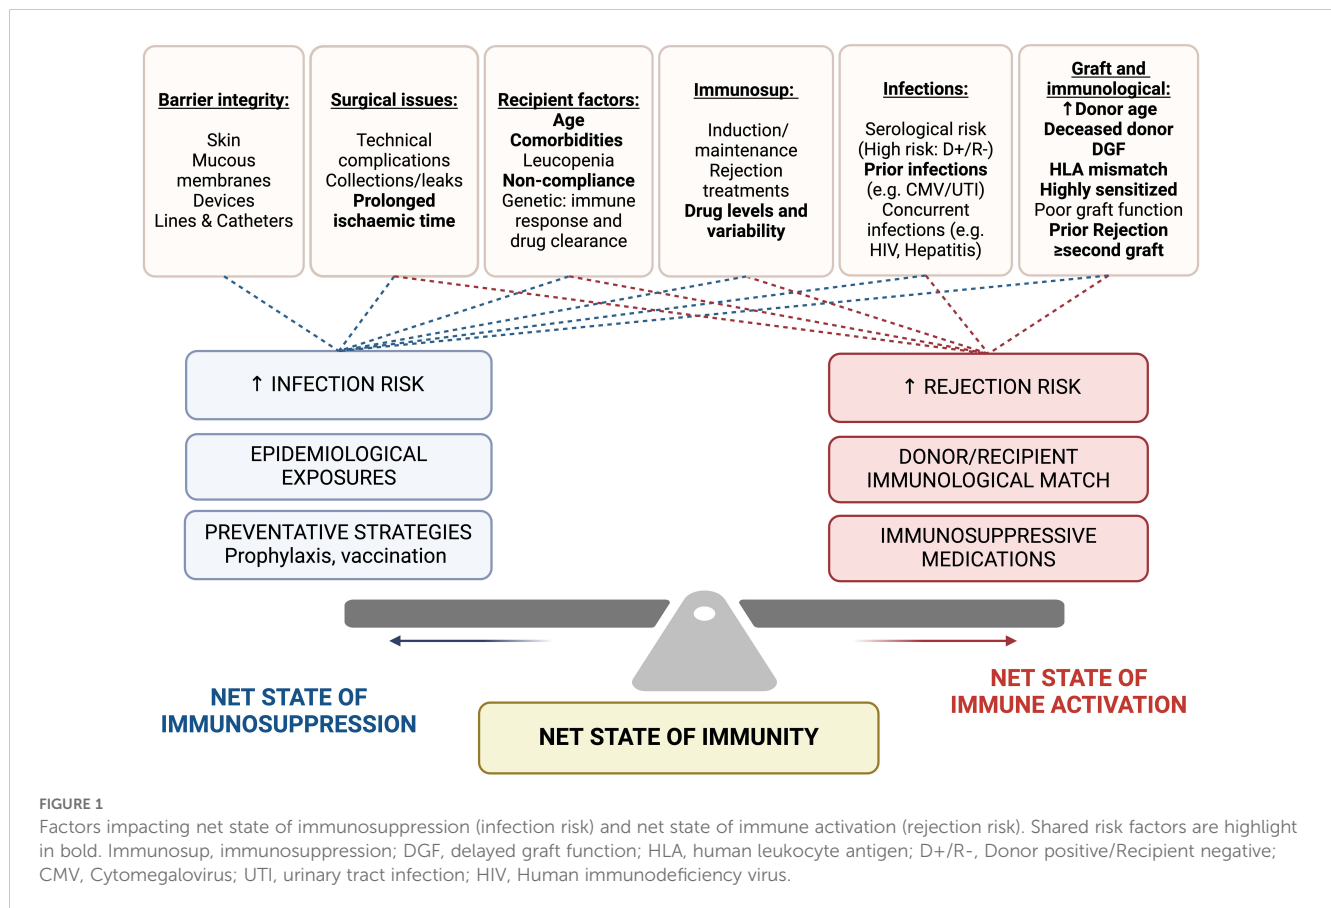 Barrier integrity:
Skin
Mucous
membranes
Devices
Lines & Catheters
Surgical issues:
Technical
complications
Collections/leaks
Prolonged
ischaemic time
Recipient factors:
Age
Comorbidities
Leucopenia
Non-compliance
Genetic: immune
response and
drug clearance
Immunosup:
Induction/
maintenance
Rejection
treatments
Drug levels and
variability
Infections:
Serological risk
(High risk: D+/R-)
Prior infections
(e.g. CMV/UTI)
Concurrent
infections (e.g.
HIV, Hepatitis)
Graft and
immunological:
↑Donor age
Deceased donor
DGF
HLA mismatch
Highly sensitized
Poor graft function
Prior Rejection
≥second graft
↑ INFECTION RISK
EPIDEMIOLOGICAL
EXPOSURES
PREVENTATIVE STRATEGIES
Prophylaxis, vaccination
↑ REJECTION RISK
DONOR/RECIPIENT
IMMUNOLOGICAL MATCH
IMMUNOSUPPRESSIVE
MEDICATIONS
NET STATE OF
IMMUNOSUPPRESSION
NET STATE OF
IMMUNE ACTIVATION
NET STATE OF IMMUNITY
FIGURE 1
Factors impacting net state of immunosuppression (infection risk) and net state of immune activation (rejection risk). Shared risk factors are highlight
in bold. Immunosup, immunosuppression; DGF, delayed graft function; HLA, human leukocyte antigen; D+/R-, Donor positive/Recipient negative;
CMV, Cytomegalovirus; UTI, urinary tract infection; HIV, Human immunodeficiency virus.